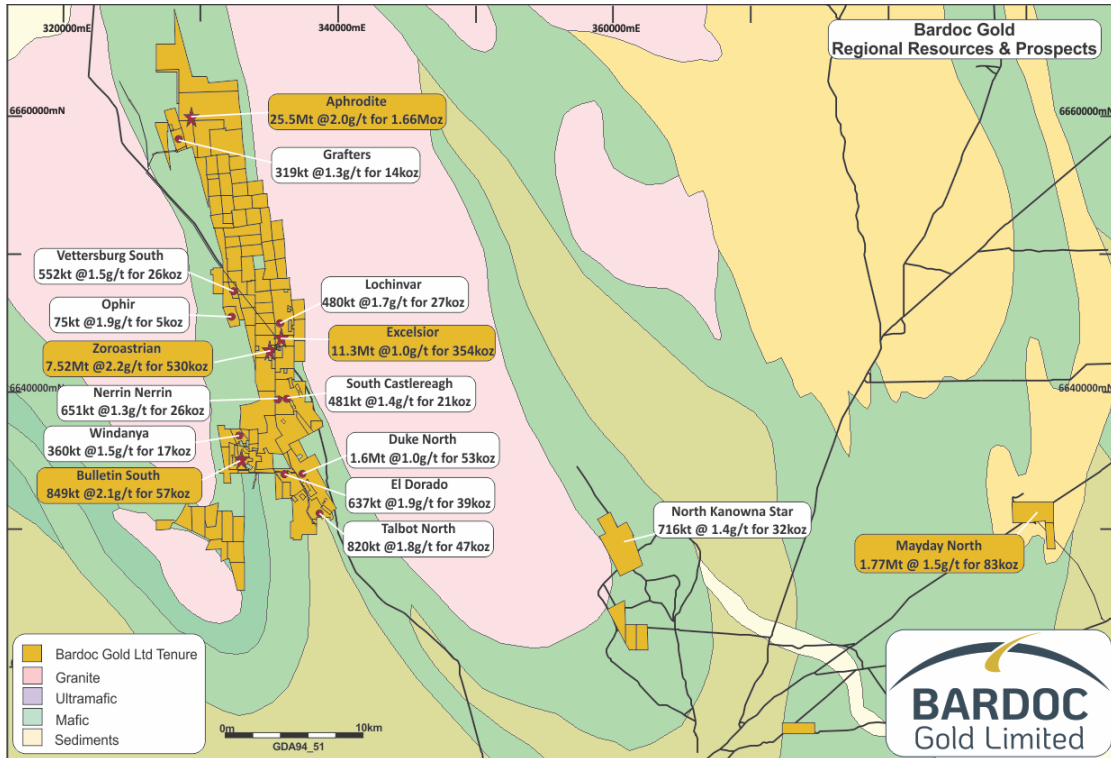 320000mE
340000mE
360000mE
Bardoc Gold
Regional Resources & Prospects
6660000mN
6660000mN
Aphrodite
25.5Mt @2.0g/t for 1.66Moz
Grafters
319kt @1.3g/t for 14koz
Vettersburg South
552kt @1.5g/t for 26koz
Lochinvar
480kt @1.7g/t for 27koz
Ophir
75kt @1.9g/t for 5koz
Excelsior
11.3Mt @1.0g/t for 354koz
Zoroastrian
7.52Mt @2.2g/t for 530koz
6640000mN
6640000mN
Nerrin Nerrin
651kt @1.3g/t for 26koz
South Castlereagh
481kt @1.4g/t for 21koz
Windanya
360kt @1.5g/t for 17koz
Duke North
1.6Mt @1.0g/t for 53koz
Bulletin South
849kt @2.1g/t for 57koz
El Dorado
637kt @1.9g/t for 39koz
Talbot North
820kt @1.8g/t for 47koz
North Kanowna Star
716kt @ 1.4g/t for 32koz
Mayday North
1.77Mt @ 1.5g/t for 83koz
Bardoc Gold Ltd Tenure
Granite
Ultramafic
Mafic
Sediments
0m
10km
GDA94_51
BARDOC
Gold Limited